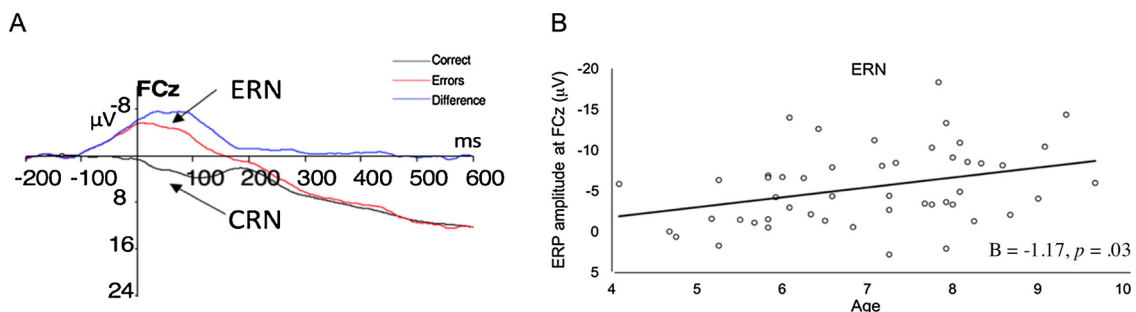 A
FCz
-8
μV
ERN
Correct
Errors
Difference
ms
-200 -100 100 200 300 400 500 600
8
CRN
16
24
B
ERN
ERP amplitude at FCz (μV)
-20
-15
-10
-5
0
5
B = -1.17, p = .03
4 5 6 7 8 9 10
Age